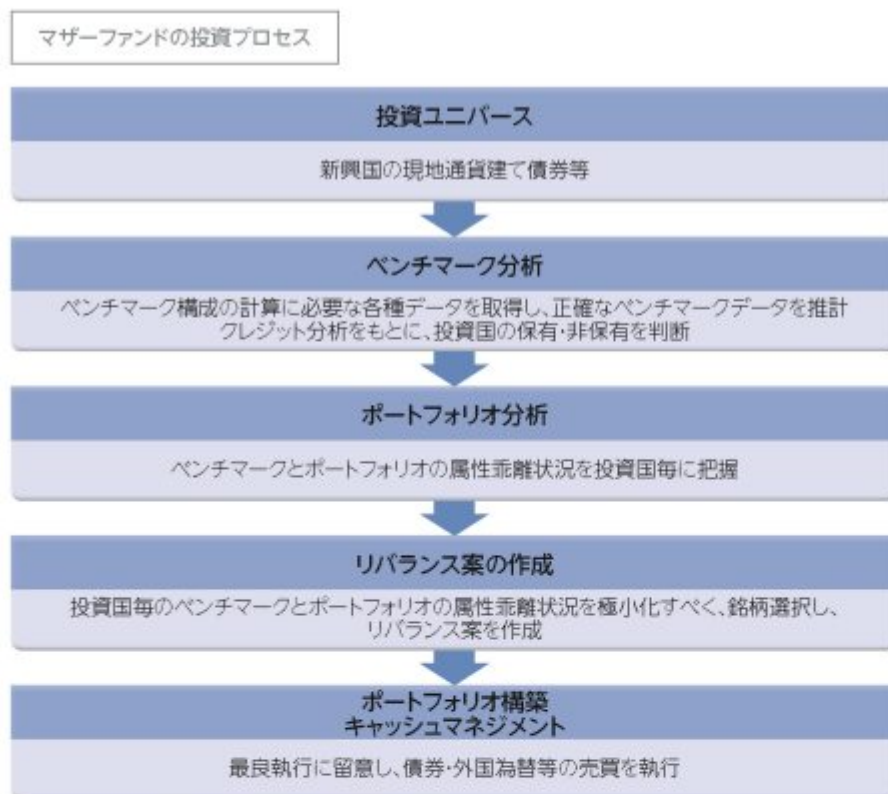 マザーファンドの投資プロセス
投資ユニバース
新興国の現地通貨建て債券等
ベンチマーク分析
ベンチマーク構成の計算に必要な各種データを取得し、正確なベンチマークデータを推計
クレジット分析をもとに、投資国の保有・非保有を判断
ポートフォリオ分析
ベンチマークとポートフォリオの属性乖離状況を投資国毎に把握
リバランス案の作成
投資国毎のベンチマークとポートフォリオの属性乖離状況を極小化すべく、銘柄選択し、
リバランス案を作成
ポートフォリオ構築
キャッシュマネジメント
最良執行に留意し、債券・外国為替等の売買を執行